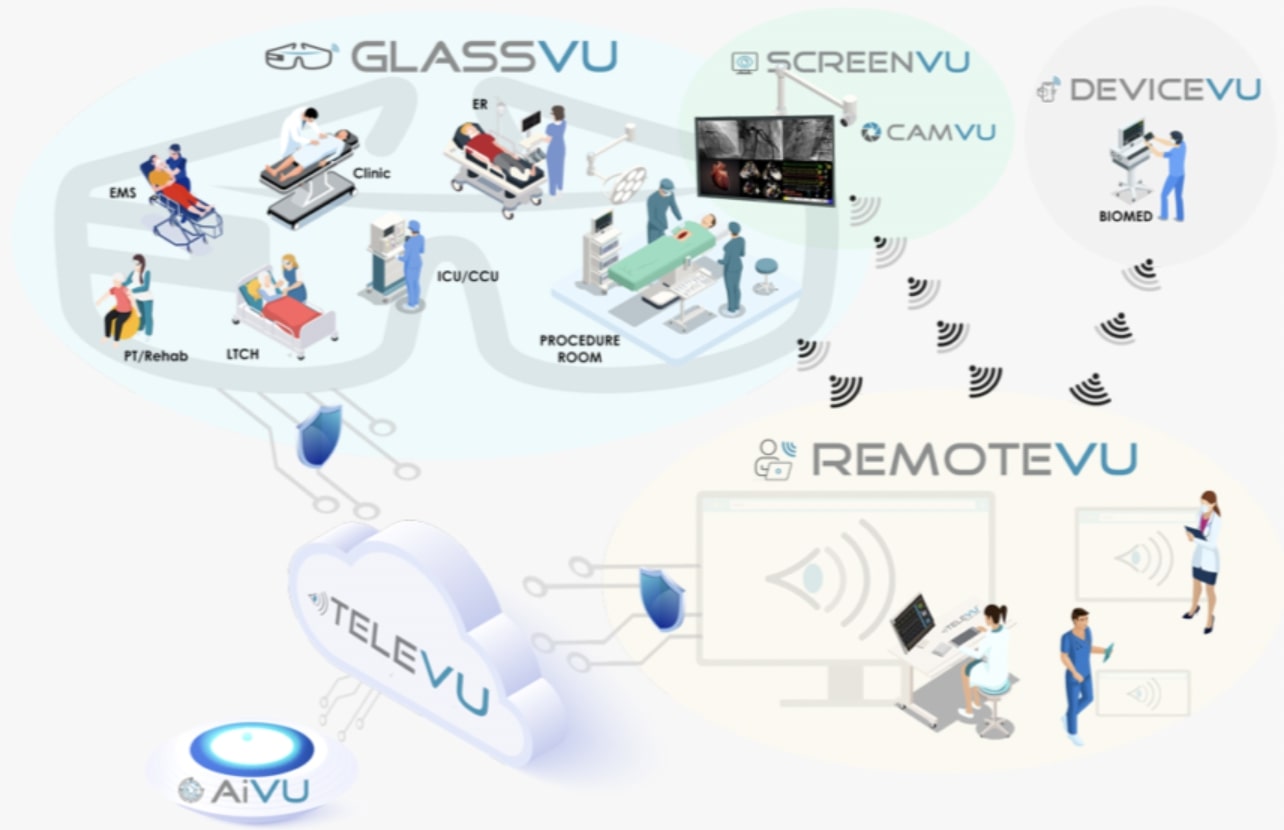 GLASSVU
SCREENVU
DEVICEVU
CAMVU
ER
EMS
Clinic
BIOMED
ICU/CCU
PROCEDURE
ROOM
PT/Rehab
LTCH
REMOTEVU
TELEVU
TELEVU
AiVU